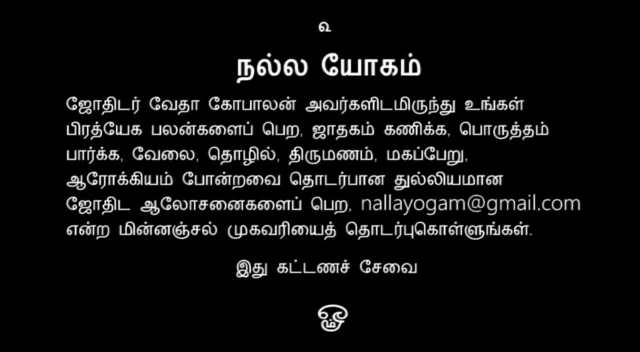 உ
நல்ல யோகம்
ஜோதிடர் வேதா கோபாலன் அவர்களிடமிருந்து உங்கள்
பிரத்யேக பலன்களைப் பெற, ஜாதகம் கணிக்க, பொருத்தம்
பார்க்க, வேலை, தொழில், திருமணம், மகப்பேறு,
ஆரோக்கியம் போன்றவை தொடர்பான துல்லியமான
ஜோதிட ஆலோசனைகளைப் பெற, nallayogam@gmail.com
என்ற மின்னஞ்சல் முகவரியைத் தொடர்புகொள்ளுங்கள்.
இது கட்டணச் சேவை
ௐ